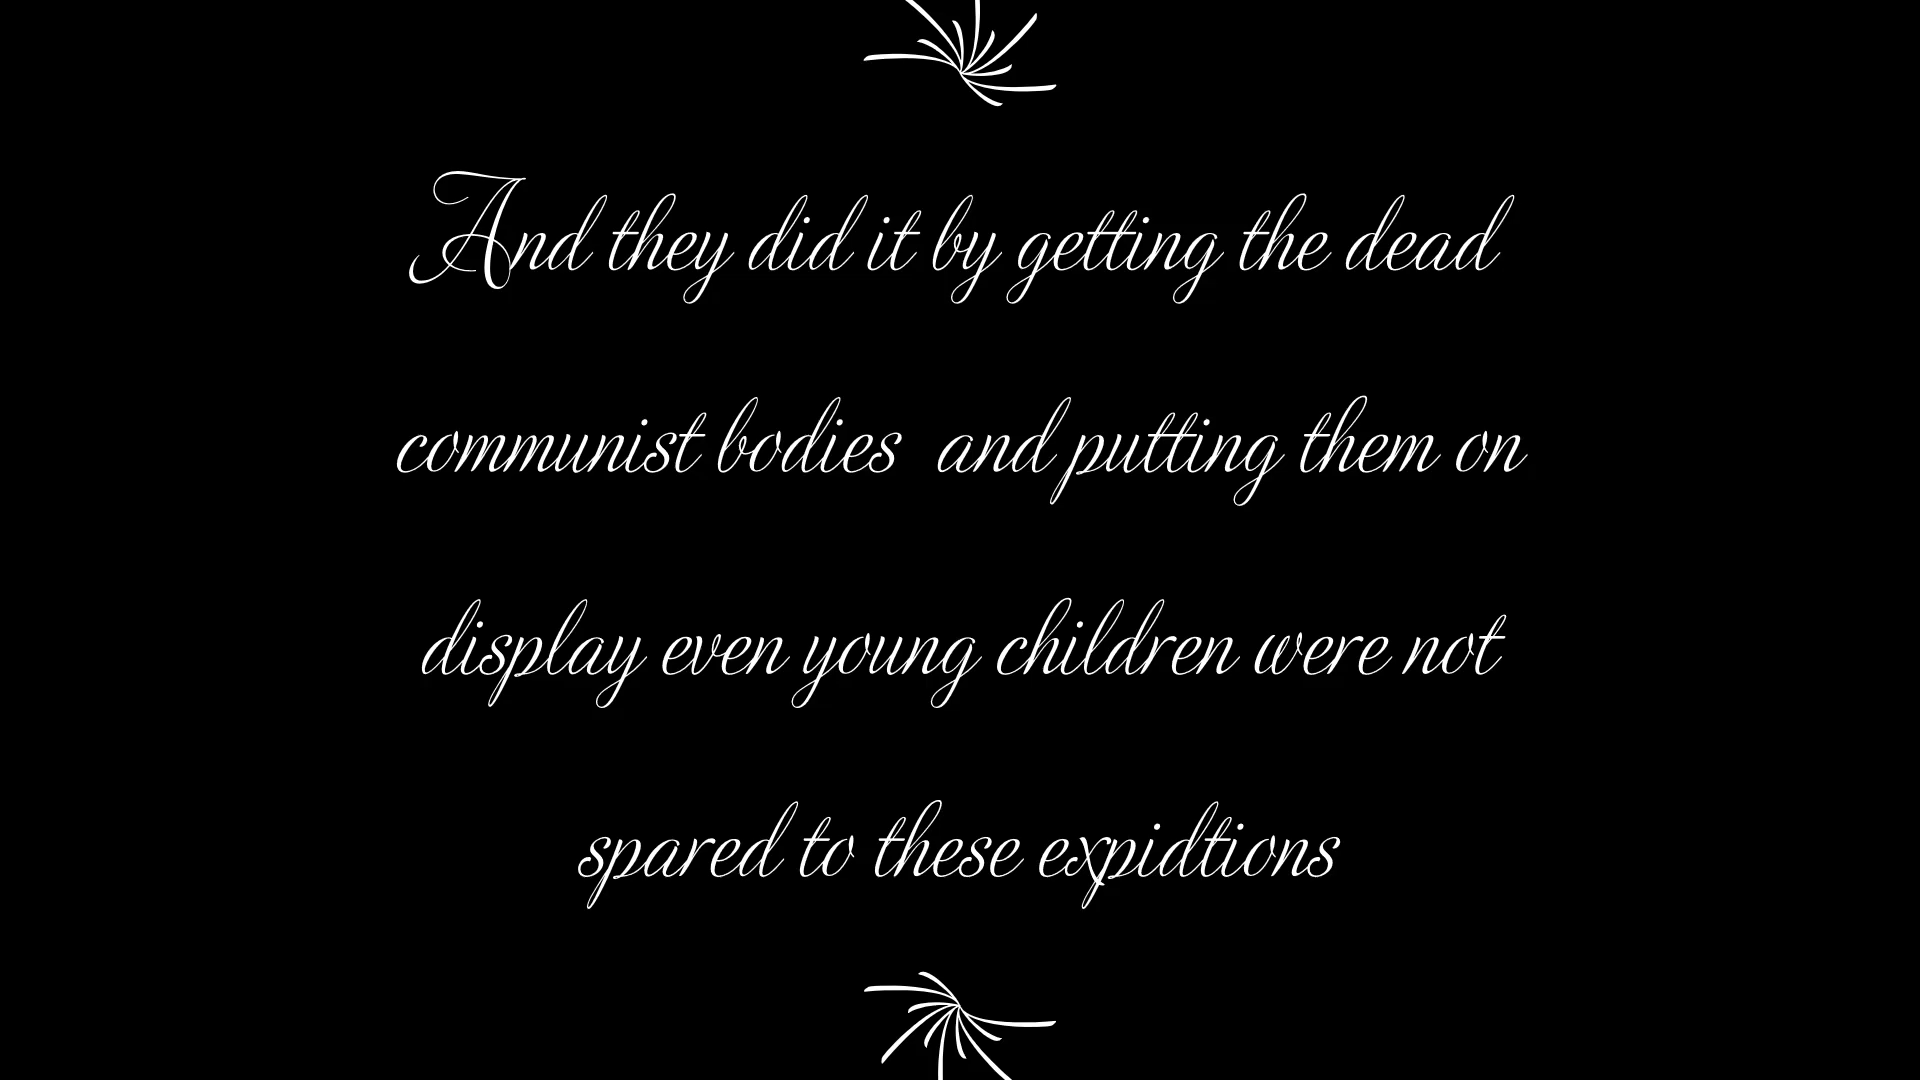 And they did it by getting the dead
communist bodies  and putting them on
display even young children were not
spared to these expidtions